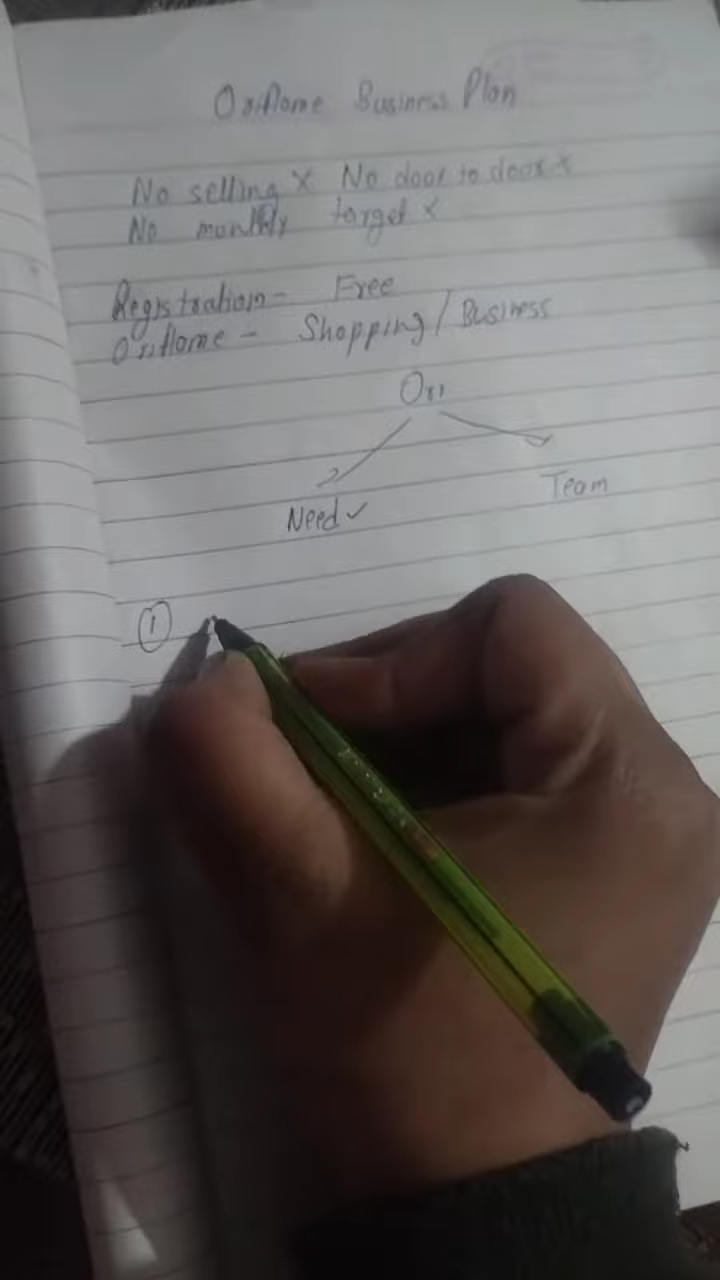 Oriflame Business Plan
No selling x No door to door x
No monthly target x
Registration - Free
Oriflame - Shopping / Business
Ori
Need ✓ Team
①